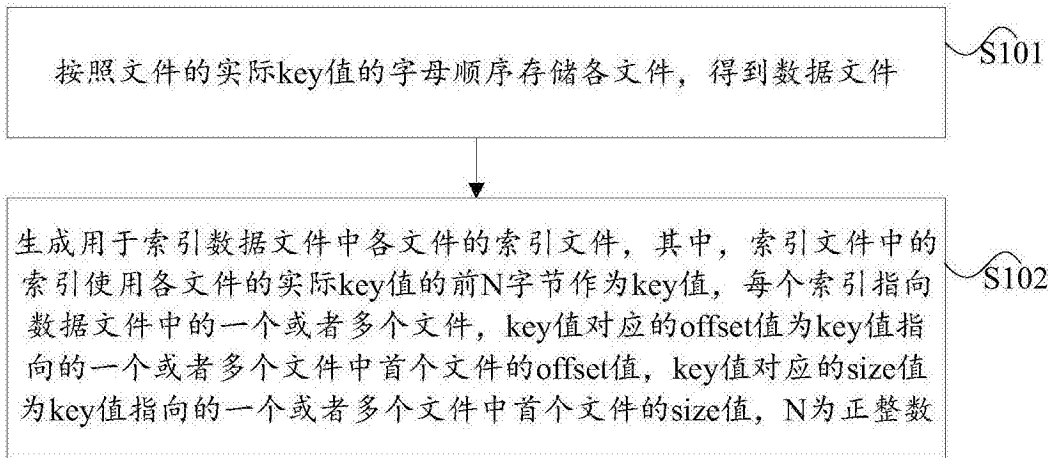 按照文件的实际key值的字母顺序存储各文件，得到数据文件
S101
生成用于索引数据文件中各文件的索引文件，其中，索引文件中的
索引使用各文件的实际key值的前N字节作为key值，每个索引指向
数据文件中的一个或者多个文件，key值对应的offset值为key值指
向的一个或者多个文件中首个文件的offset值，key值对应的size值
为key值指向的一个或者多个文件中首个文件的size值，N为正整数
S102